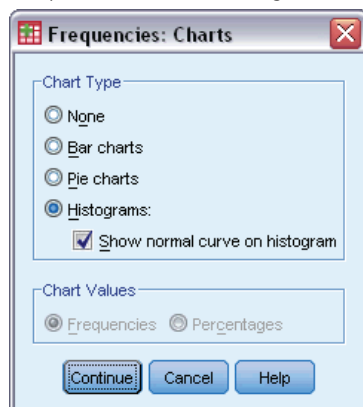 Frequencies: Charts
Chart Type
None
Bar charts
Pie charts
Histograms:
Show normal curve on histogram
Chart Values
Frequencies Percentages
Continue Cancel Help